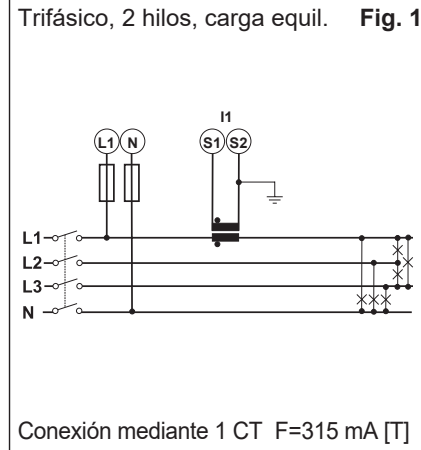 Trifásico, 2 hilos, carga equil. Fig. 1
I1
L1 N S1 S2
L1
L2
L3
N
Conexión mediante 1 CT F=315 mA [T]